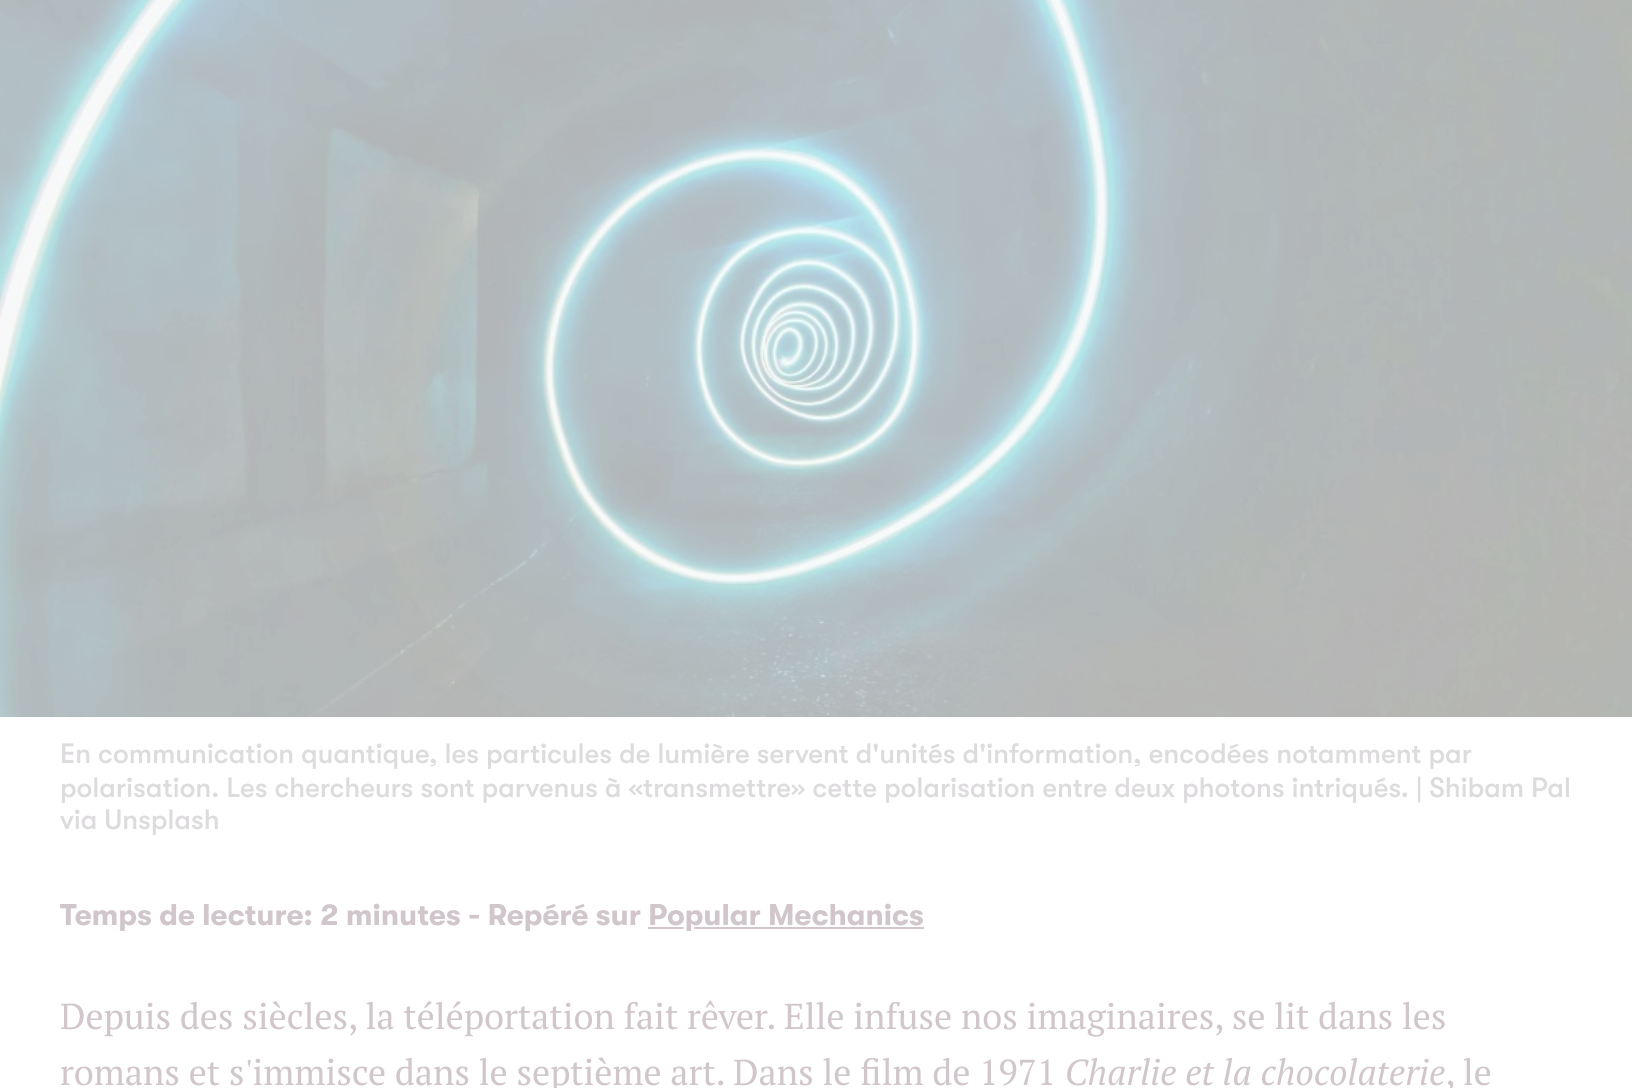 En communication quantique, les particules de lumière servent d'unités d'information, encodées notamment par
polarisation. Les chercheurs sont parvenus à «transmettre» cette polarisation entre deux photons intriqués. | Shibam Pal
via Unsplash
Temps de lecture: 2 minutes - Repéré sur Popular Mechanics
Depuis des siècles, la téléportation fait rêver. Elle infuse nos imaginaires, se lit dans les
romans et s'immisce dans le septième art. Dans le film de 1971 Charlie et la chocolaterie, le